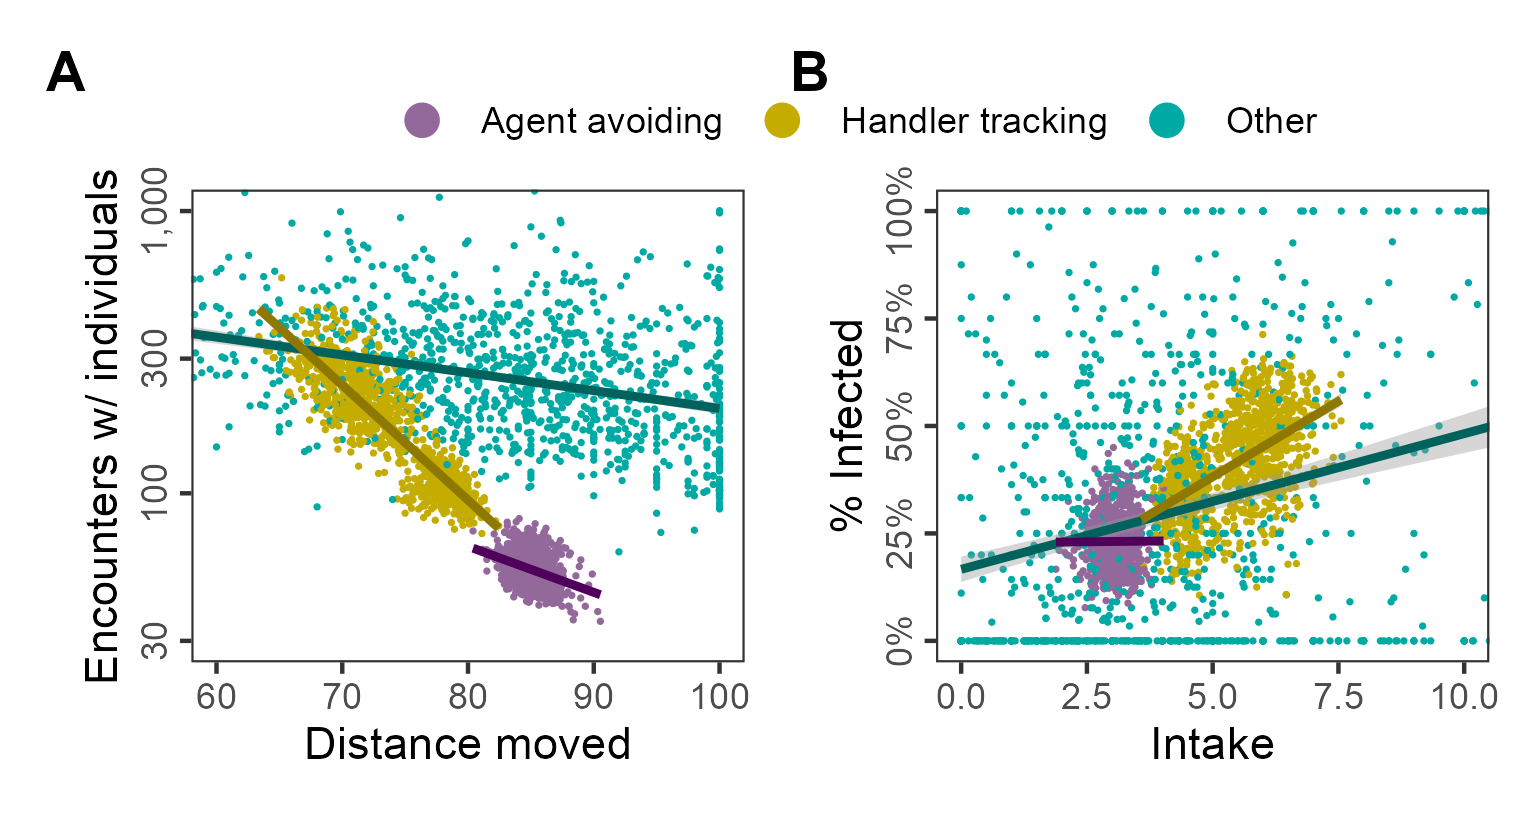 A
B
Agent avoiding
Handler tracking
Other
Encounters w/ individuals
1,000
300
100
30
60
70
80
90
100
Distance moved
% Infected
100%
75%
50%
25%
0%
0.0
2.5
5.0
7.5
10.0
Intake